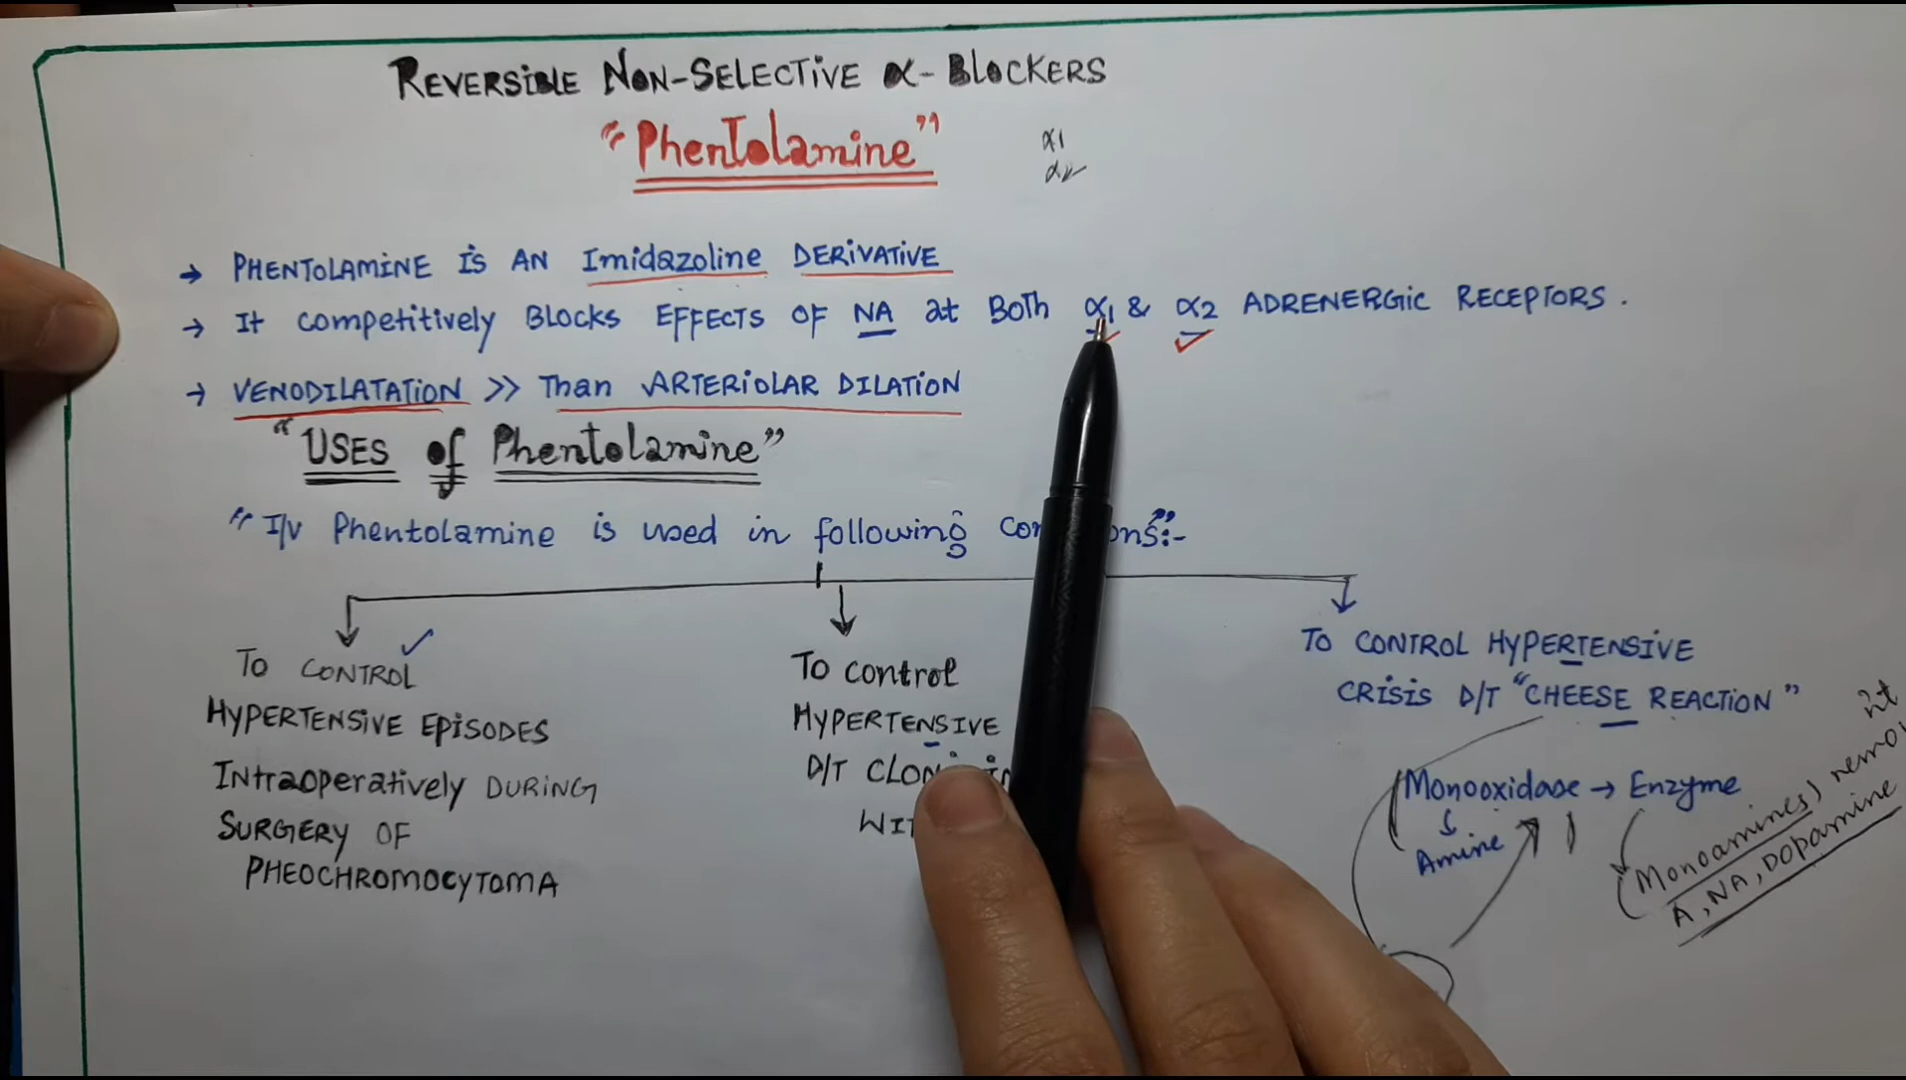 REVERSIBLE NON-SELECTIVE α-BLOCKERS
"PhenTolamine"
α1
α2
→ PHENTOLAMINE IS AN Imidazoline DERIVATIVE
→ It competitively BLOCKS EFFECTS OF NA at Both α1 & α2 ADRENERGIC RECEPTORS.
→ VENODILATATION >> Than ARTERIOLAR DILATION
"USES of Phentolamine"
"I/v Phentolamine is used in following
To CONTROL
HYPERTENSIVE EPISODES
Intraoperatively DURING
SURGERY OF
PHEOCHROMOCYTOMA
To control
HYPERTENSIVE
D/T
To CONTROL HYPERTENSIVE
CRISIS D/T "CHEESE REACTION"
Monooxidase → Enzyme
Amine
(Monoamines)
A, NA, Dopamine